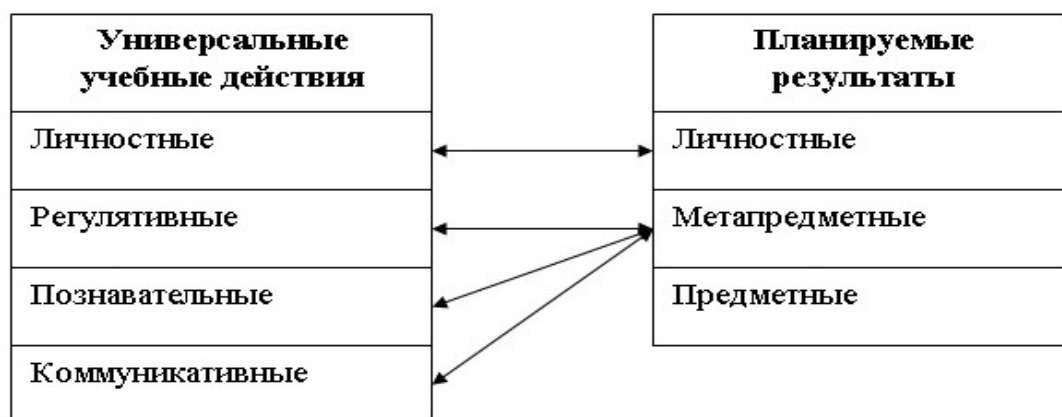 Универсальные
учебные действия
Личностные
Регулятивные
Познавательные
Коммуникативные
Планируемые
результаты
Личностные
Метапредметные
Предметные